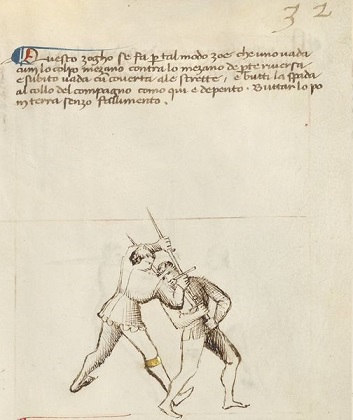 32
Questo zogho se fa p tal modo zoe che uno vada
cum lo colpo mezano contra lo mezano de pte riversa
e subito vada cu coverta ale strette, e butti la spada
al collo del compagno como qui e depento. Buttar lo po
in terra senzo fallimento.